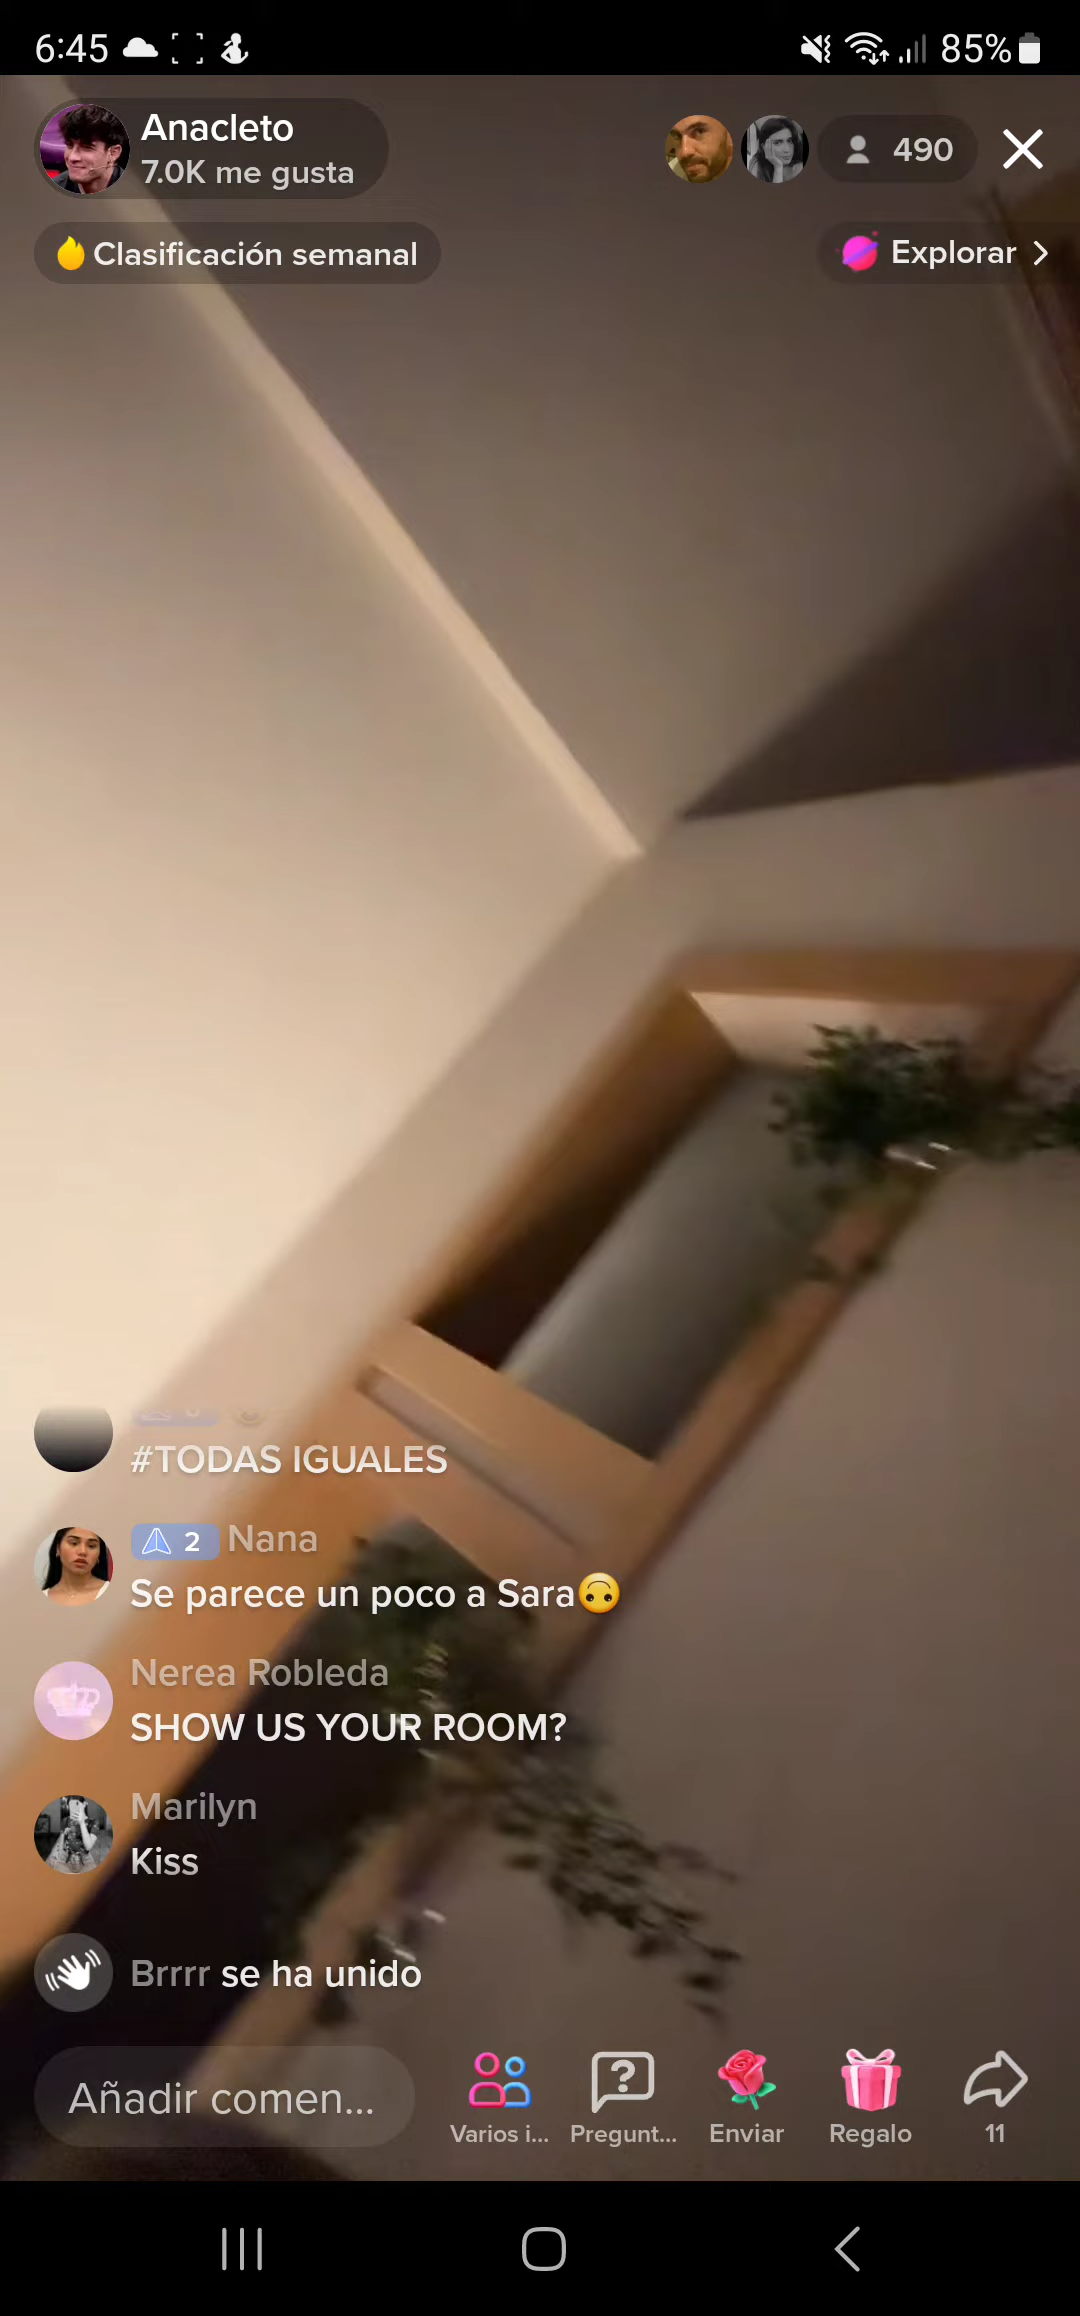 6:45
85%
Anacleto
7.0K me gusta
490
Clasificación semanal
Explorar
#TODAS IGUALES
2 Nana
Se parece un poco a Sara🙃
Nerea Robleda
SHOW US YOUR ROOM?
Marilyn
Kiss
Brrrr se ha unido
Añadir comen...
Varios i...
Pregunt...
Enviar
Regalo
11